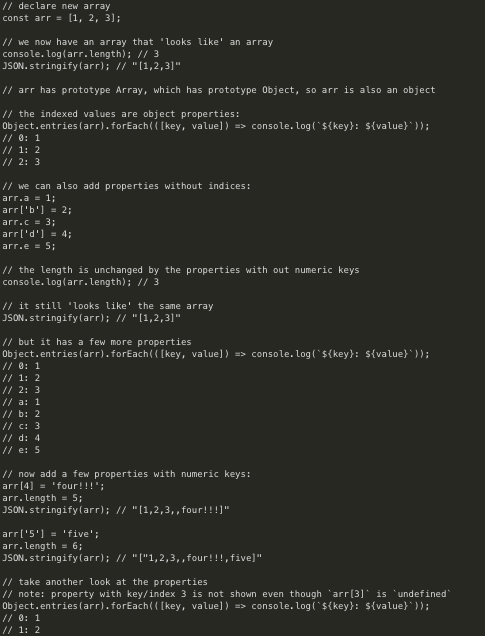 // declare new array
const arr = [1, 2, 3];
// we now have an array that 'looks like' an array
console.log(arr.length); // 3
JSON.stringify(arr); // "[1,2,3]"
// arr has prototype Array, which has prototype Object, so arr is also an object
// the indexed values are object properties:
Object.entries(arr).forEach(([key, value]) => console.log(`${key}: ${value}`));
// 0: 1
// 1: 2
// 2: 3
// we can also add properties without indices:
arr.a = 1;
arr['b'] = 2;
arr.c = 3;
arr['d'] = 4;
arr.e = 5;
// the length is unchanged by the properties with out numeric keys
console.log(arr.length); // 3
// it still 'looks like' the same array
JSON.stringify(arr); // "[1,2,3]"
// but it has a few more properties
Object.entries(arr).forEach(([key, value]) => console.log(`${key}: ${value}`));
// 0: 1
// 1: 2
// 2: 3
// a: 1
// b: 2
// c: 3
// d: 4
// e: 5
// now add a few properties with numeric keys:
arr[4] = 'four!!!';
arr.length = 5;
JSON.stringify(arr); // "[1,2,3,,four!!!]"
arr['5'] = 'five';
arr.length = 6;
JSON.stringify(arr); // "["1,2,3,,four!!!,five]"
// take another look at the properties
// note: property with key/index 3 is not shown even though `arr[3]` is `undefined`
Object.entries(arr).forEach(([key, value]) => console.log(`${key}: ${value}`));
// 0: 1
// 1: 2